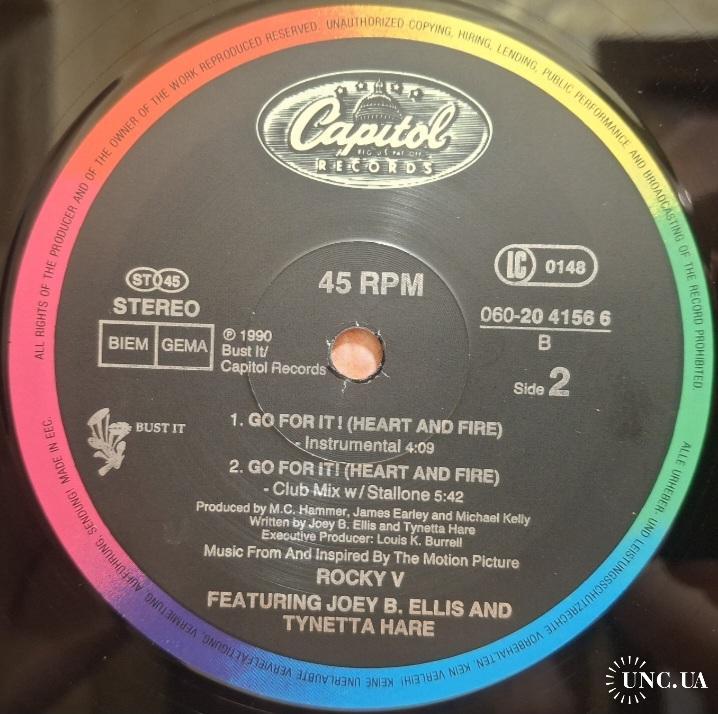 ALL RIGHTS OF THE PRODUCER AND OF THE OWNER OF THE WORK REPRODUCED RESERVED. UNAUTHORIZED COPYING, HIRING, LENDING, PUBLIC PERFORMANCE AND BROADCASTING OF THE RECORD PROHIBITED.
Capitol
REG. U.S. PAT. OFF.
RECORDS
45 RPM
LC 0148
ST 45
STEREO
BIEM GEMA
℗ 1990
Bust It/
Capitol Records
060-20 4156 6
B
Side 2
BUST IT
1. GO FOR IT! (HEART AND FIRE)
- Instrumental 4:09
2. GO FOR IT! (HEART AND FIRE)
- Club Mix w/Stallone 5:42
Produced by M.C. Hammer, James Earley and Michael Kelly
Written by Joey B. Ellis and Tynetta Hare
Executive Producer: Louis K. Burrell
Music From And Inspired By The Motion Picture
ROCKY V
FEATURING JOEY B. ELLIS AND
TYNETTA HARE
ALLE URHEBER- UND LEISTUNGSSCHUTZRECHTE VORBEHALTEN. KEIN VERLEIH! KEINE UNERLAUBTE VERVIELFÄLTIGUNG, VERMIETUNG, AUFFÜHRUNG, SENDUNG! MADE IN EEC.
UNC.UA